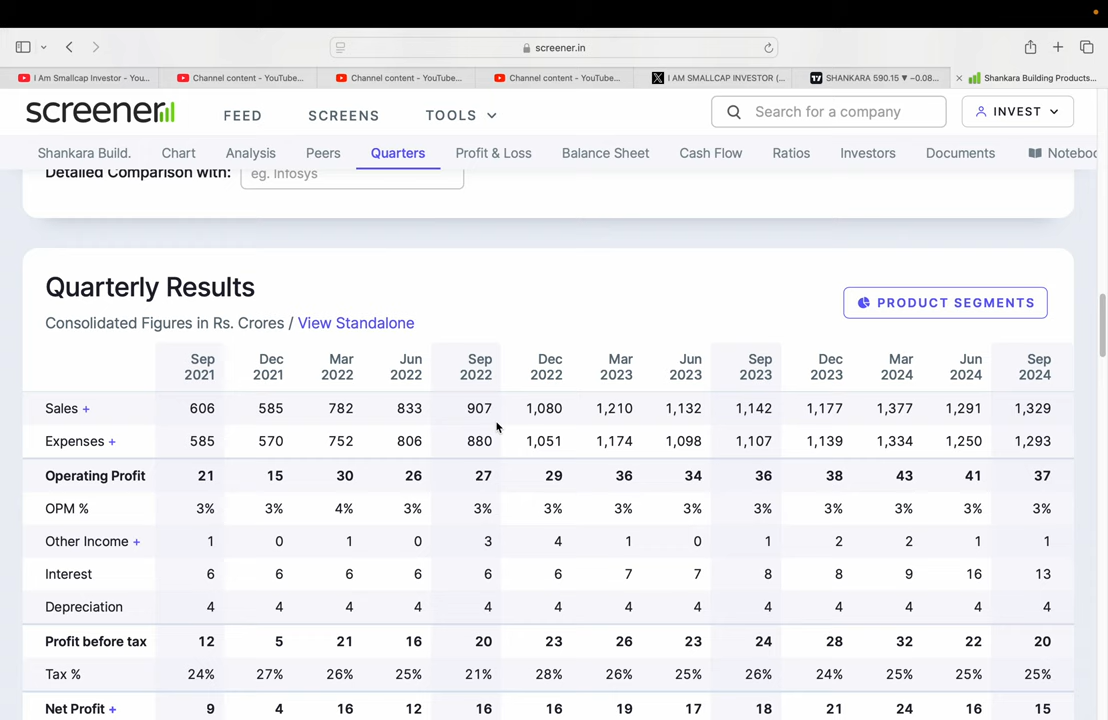 screener.in
I Am Smallcap Investor - You...
Channel content - YouTube...
Channel content - YouTube...
Channel content - YouTube...
I AM SMALLCAP INVESTOR (...
SHANKARA 590.15 ▼ −0.08...
Shankara Building Products...
screener
FEED
SCREENS
TOOLS
Search for a company
INVEST
Shankara Build.
Chart
Analysis
Peers
Quarters
Profit & Loss
Balance Sheet
Cash Flow
Ratios
Investors
Documents
Noteboo
Detailed Comparison with: eg. Infosys
Quarterly Results
PRODUCT SEGMENTS
Consolidated Figures in Rs. Crores / View Standalone
Sep Dec Mar Jun Sep Dec Mar Jun Sep Dec Mar Jun Sep
2021 2021 2022 2022 2022 2022 2023 2023 2023 2023 2024 2024 2024
Sales + 606 585 782 833 907 1,080 1,210 1,132 1,142 1,177 1,377 1,291 1,329
Expenses + 585 570 752 806 880 1,051 1,174 1,098 1,107 1,139 1,334 1,250 1,293
Operating Profit 21 15 30 26 27 29 36 34 36 38 43 41 37
OPM % 3% 3% 4% 3% 3% 3% 3% 3% 3% 3% 3% 3% 3%
Other Income + 1 0 1 0 3 4 1 0 1 2 2 1 1
Interest 6 6 6 6 6 6 7 7 8 8 9 16 13
Depreciation 4 4 4 4 4 4 4 4 4 4 4 4 4
Profit before tax 12 5 21 16 20 23 26 23 24 28 32 22 20
Tax % 24% 27% 26% 25% 21% 28% 26% 25% 26% 24% 25% 25% 25%
Net Profit + 9 4 16 12 16 16 19 17 18 21 24 16 15